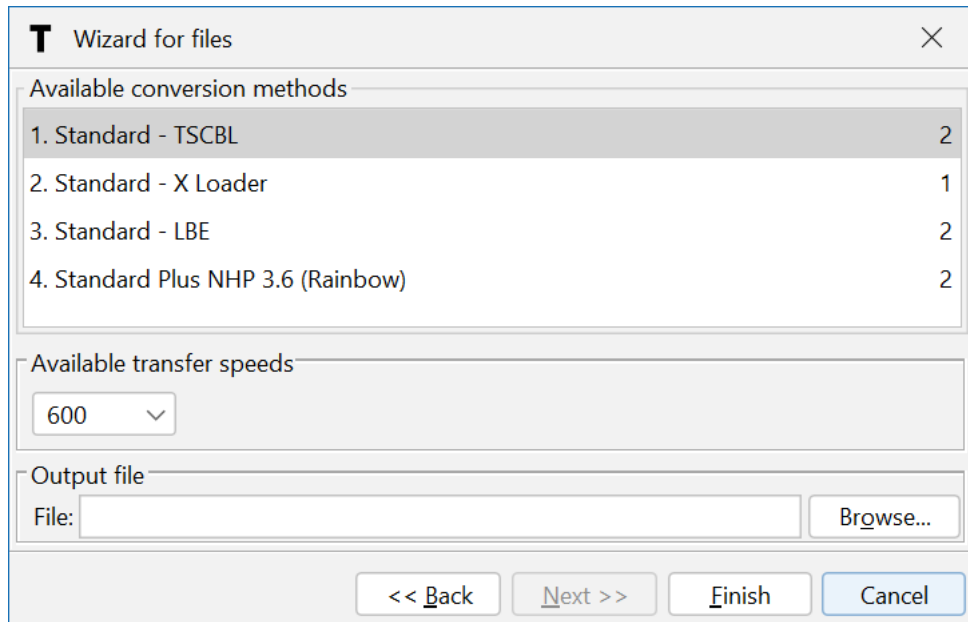 T Wizard for files
Available conversion methods
1. Standard - TSCBL 2
2. Standard - X Loader 1
3. Standard - LBE 2
4. Standard Plus NHP 3.6 (Rainbow) 2
Available transfer speeds
600
Output file
File: Browse...
<< Back Next >> Finish Cancel